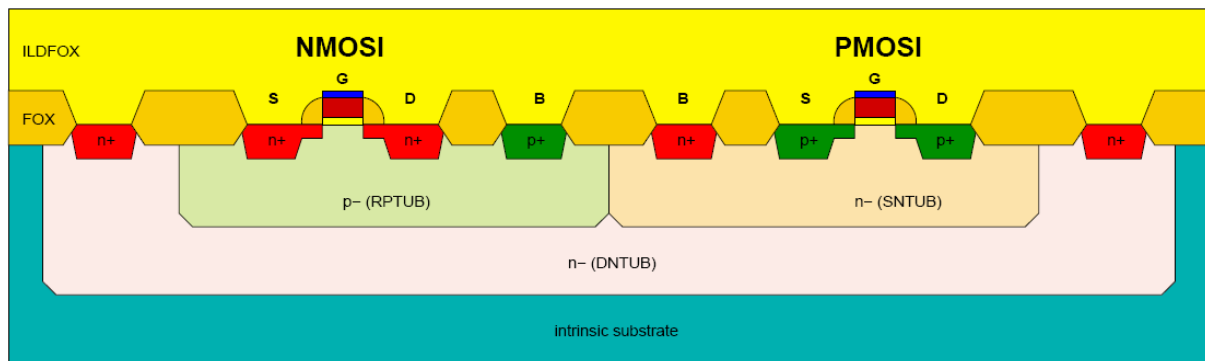 NMOSI PMOSI
ILDFOX
G G
S D B B S D
FOX
n+ n+ n+ p+ n+ p+ p+ n+
p− (RPTUB) n− (SNTUB)
n− (DNTUB)
intrinsic substrate